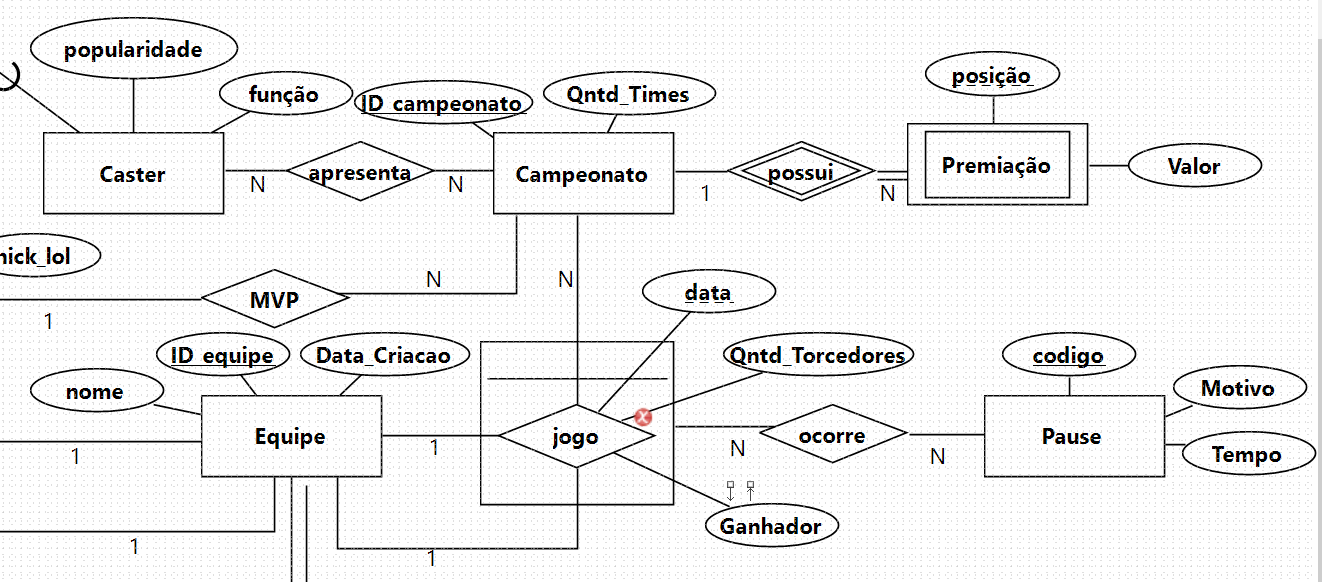 popularidade
função
ID_campeonato
Qntd_Times
posição
Caster
N
apresenta
N
Campeonato
1
possui
N
Premiação
Valor
nick_lol
1
MVP
N
N
data
nome
ID_equipe
Data_Criacao
Qntd_Torcedores
codigo
Motivo
1
Equipe
1
jogo
N
ocorre
N
Pause
Tempo
Ganhador
1
1